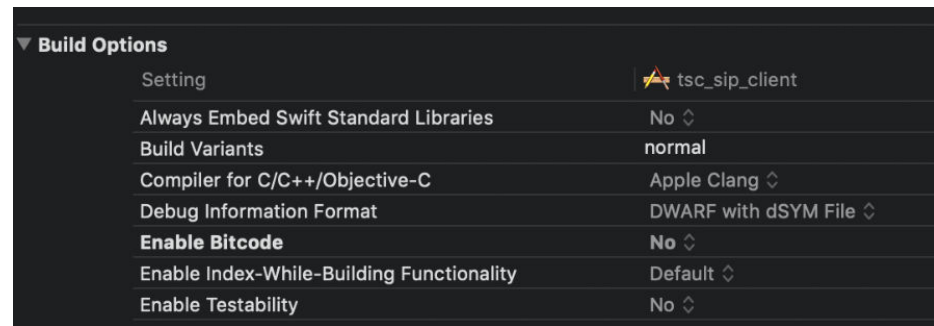 Build Options
Setting tsc_sip_client
Always Embed Swift Standard Libraries No
Build Variants normal
Compiler for C/C++/Objective-C Apple Clang
Debug Information Format DWARF with dSYM File
Enable Bitcode No
Enable Index-While-Building Functionality Default
Enable Testability No